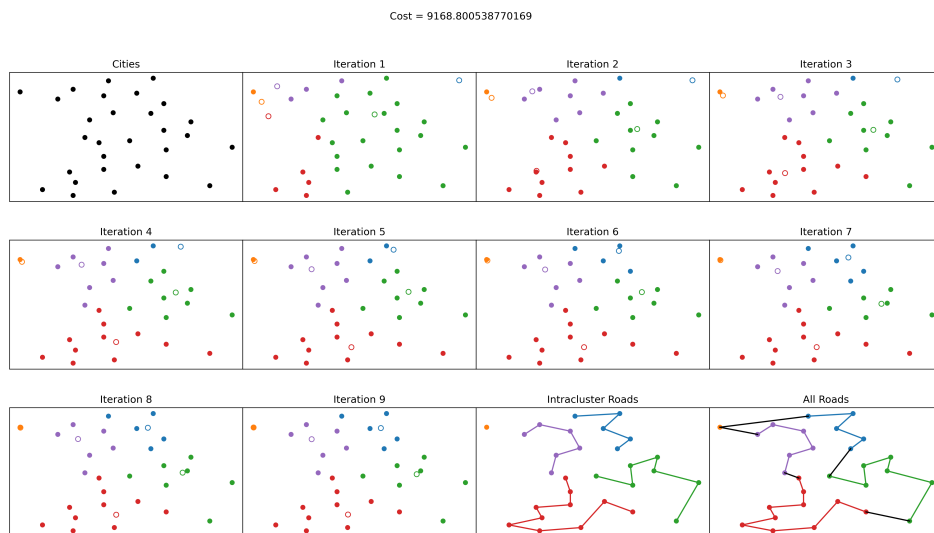 Cost = 9168.800538770169
Cities
Iteration 1
Iteration 2
Iteration 3
Iteration 4
Iteration 5
Iteration 6
Iteration 7
Iteration 8
Iteration 9
Intracluster Roads
All Roads